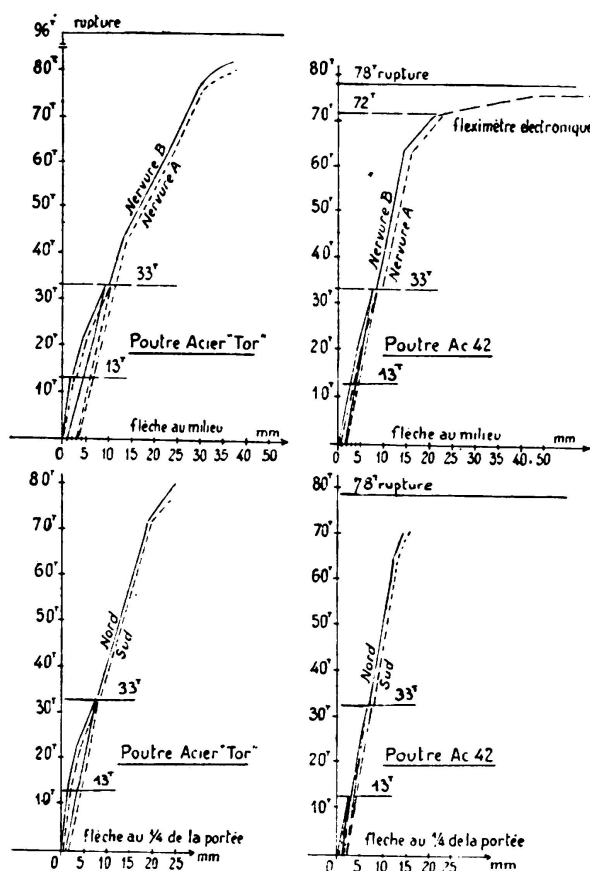 96ᵀ rupture
80ᵀ
70ᵀ
60ᵀ
50ᵀ
40ᵀ
30ᵀ
20ᵀ
10ᵀ
0
Nervure B
Nervure A
33ᵀ
Poutre Acier "Tor"
13ᵀ
flèche au milieu mm
0 5 10 15 20 25 30 35 40 45 50
80ᵀ
78ᵀ rupture
70ᵀ
72ᵀ
fleximètre electronique
60ᵀ
50ᵀ
40ᵀ
30ᵀ
20ᵀ
10ᵀ
0
Nervure B
Nervure A
33ᵀ
Poutre Ac 42
13ᵀ
flèche au milieu mm
0 5 10 15 20 25 30 40.50
80ᵀ
70ᵀ
60ᵀ
50ᵀ
40ᵀ
30ᵀ
20ᵀ
10ᵀ
0
Nord
Sud
33ᵀ
Poutre Acier "Tor"
13ᵀ
flèche au 1/4 de la portée
0 5 10 15 20 25 mm
80ᵀ
78ᵀ rupture
70ᵀ
60ᵀ
50ᵀ
40ᵀ
30ᵀ
20ᵀ
10ᵀ
0
Nord
Sud
33ᵀ
Poutre Ac 42
13ᵀ
flèche au 1/4 de la portée
0 5 10 15 20 25 mm